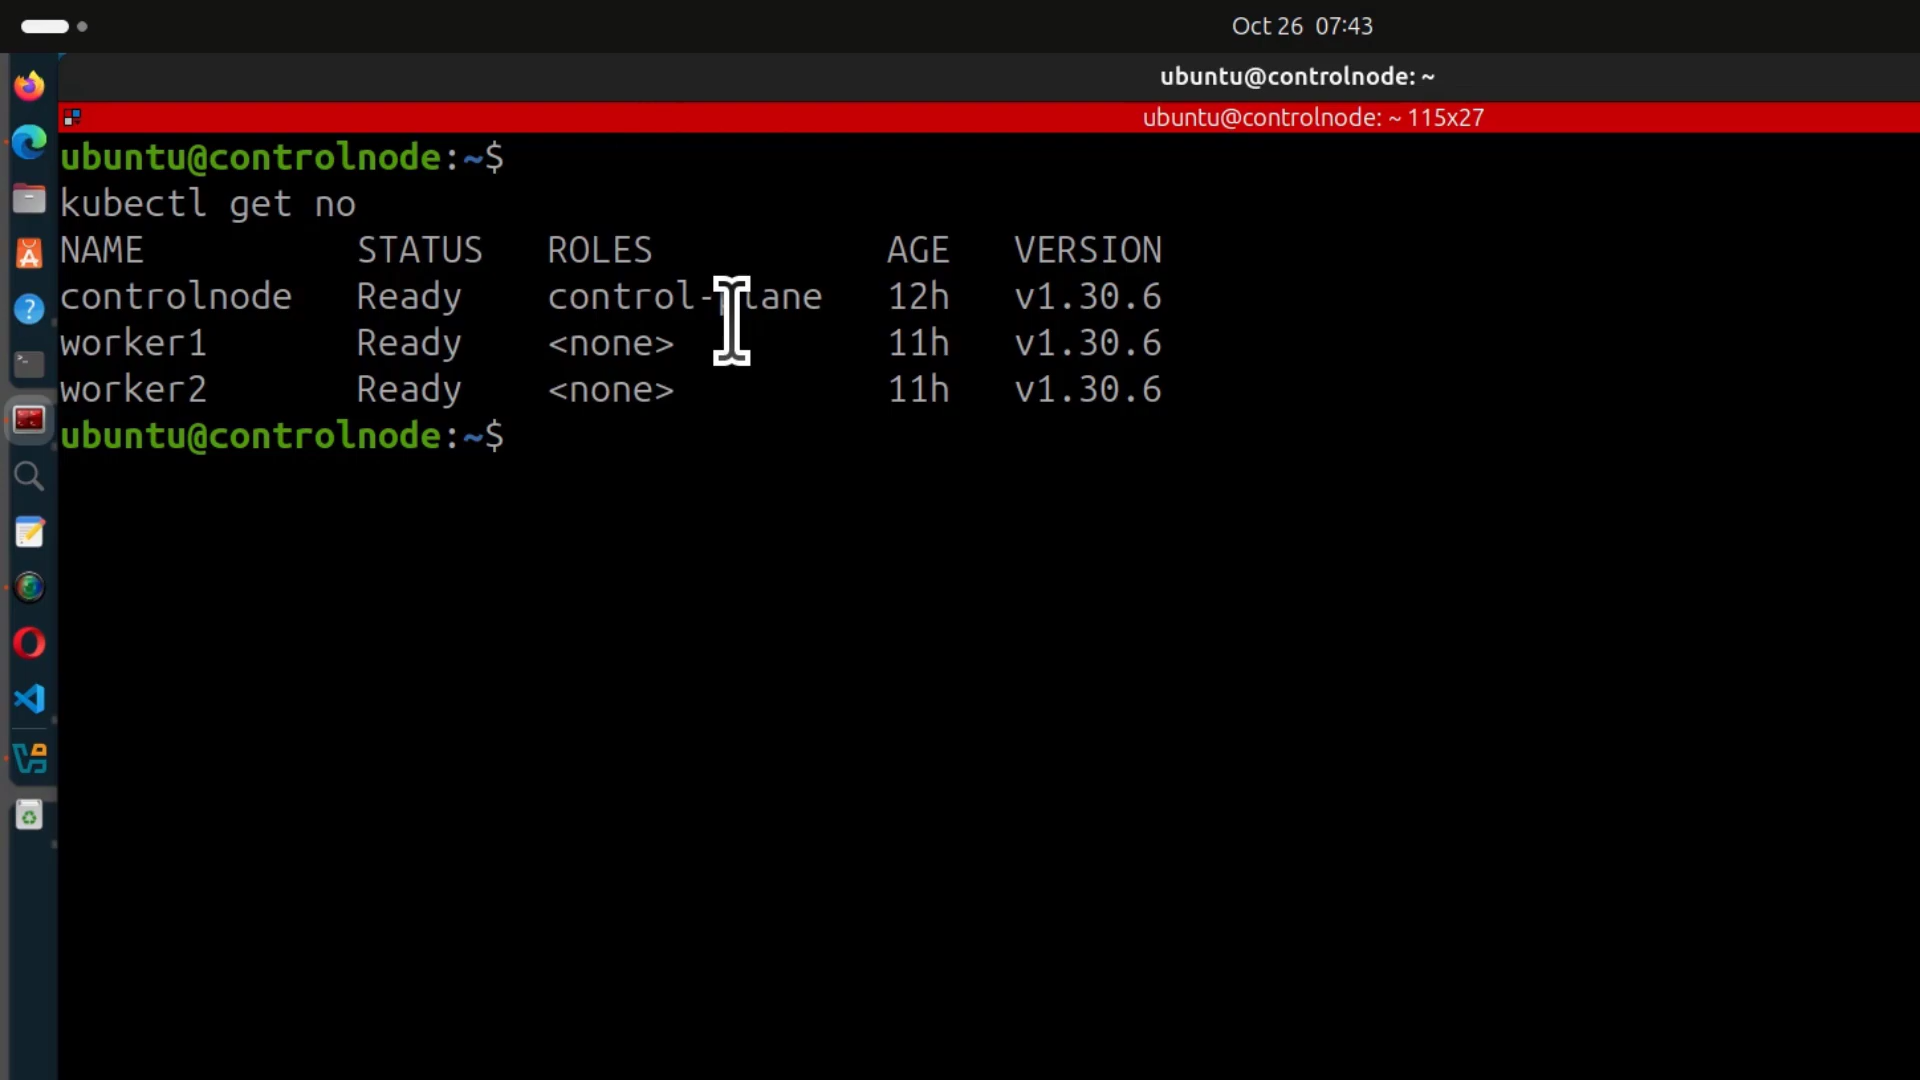 Oct 26 07:43
ubuntu@controlnode: ~
ubuntu@controlnode: ~ 115x27
ubuntu@controlnode:~$
kubectl get no
NAME STATUS ROLES AGE VERSION
controlnode Ready control-plane 12h v1.30.6
worker1 Ready <none> 11h v1.30.6
worker2 Ready <none> 11h v1.30.6
ubuntu@controlnode:~$